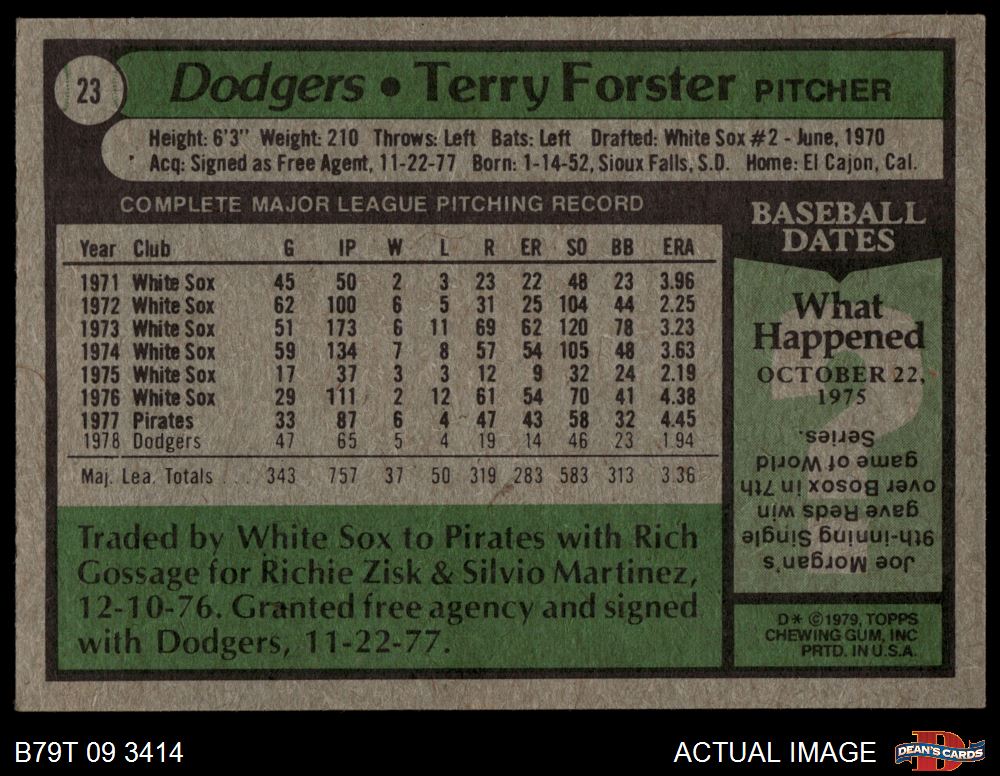 23
Dodgers • Terry Forster PITCHER
Height: 6'3" Weight: 210 Throws: Left Bats: Left Drafted: White Sox #2 - June, 1970
Acq: Signed as Free Agent, 11-22-77 Born: 1-14-52, Sioux Falls, S.D. Home: El Cajon, Cal.
COMPLETE MAJOR LEAGUE PITCHING RECORD
Year Club G IP W L R ER SO BB ERA
1971 White Sox 45 50 2 3 23 22 48 23 3.96
1972 White Sox 62 100 6 5 31 25 104 44 2.25
1973 White Sox 51 173 6 11 69 62 120 78 3.23
1974 White Sox 59 134 7 8 57 54 105 48 3.63
1975 White Sox 17 37 3 3 12 9 32 24 2.19
1976 White Sox 29 111 2 12 61 54 70 41 4.38
1977 Pirates 33 87 6 4 47 43 58 32 4.45
1978 Dodgers 47 65 5 4 19 14 46 23 1.94
Maj. Lea. Totals . . . 343 757 37 50 319 283 583 313 3.36
Traded by White Sox to Pirates with Rich
Gossage for Richie Zisk & Silvio Martinez,
12-10-76. Granted free agency and signed
with Dodgers, 11-22-77.
BASEBALL
DATES
What
Happened
OCTOBER 22,
1975
?
Joe Morgan's
9th-inning Single
gave Reds win
over Bosox in 7th
game of World
Series.
D* ©1979, TOPPS
CHEWING GUM, INC
PRTD. IN U.S.A.
B79T 09 3414
ACTUAL IMAGE
D
DEAN'S CARDS